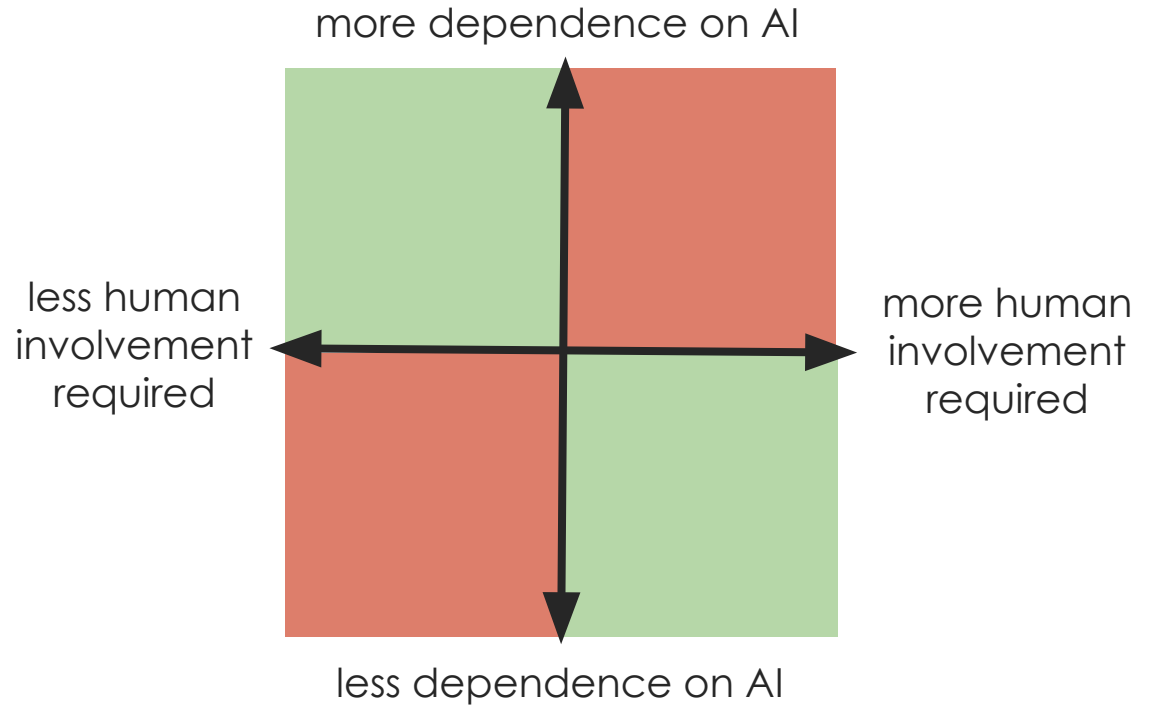 more dependence on AI
less human
involvement
required
more human
involvement
required
less dependence on AI